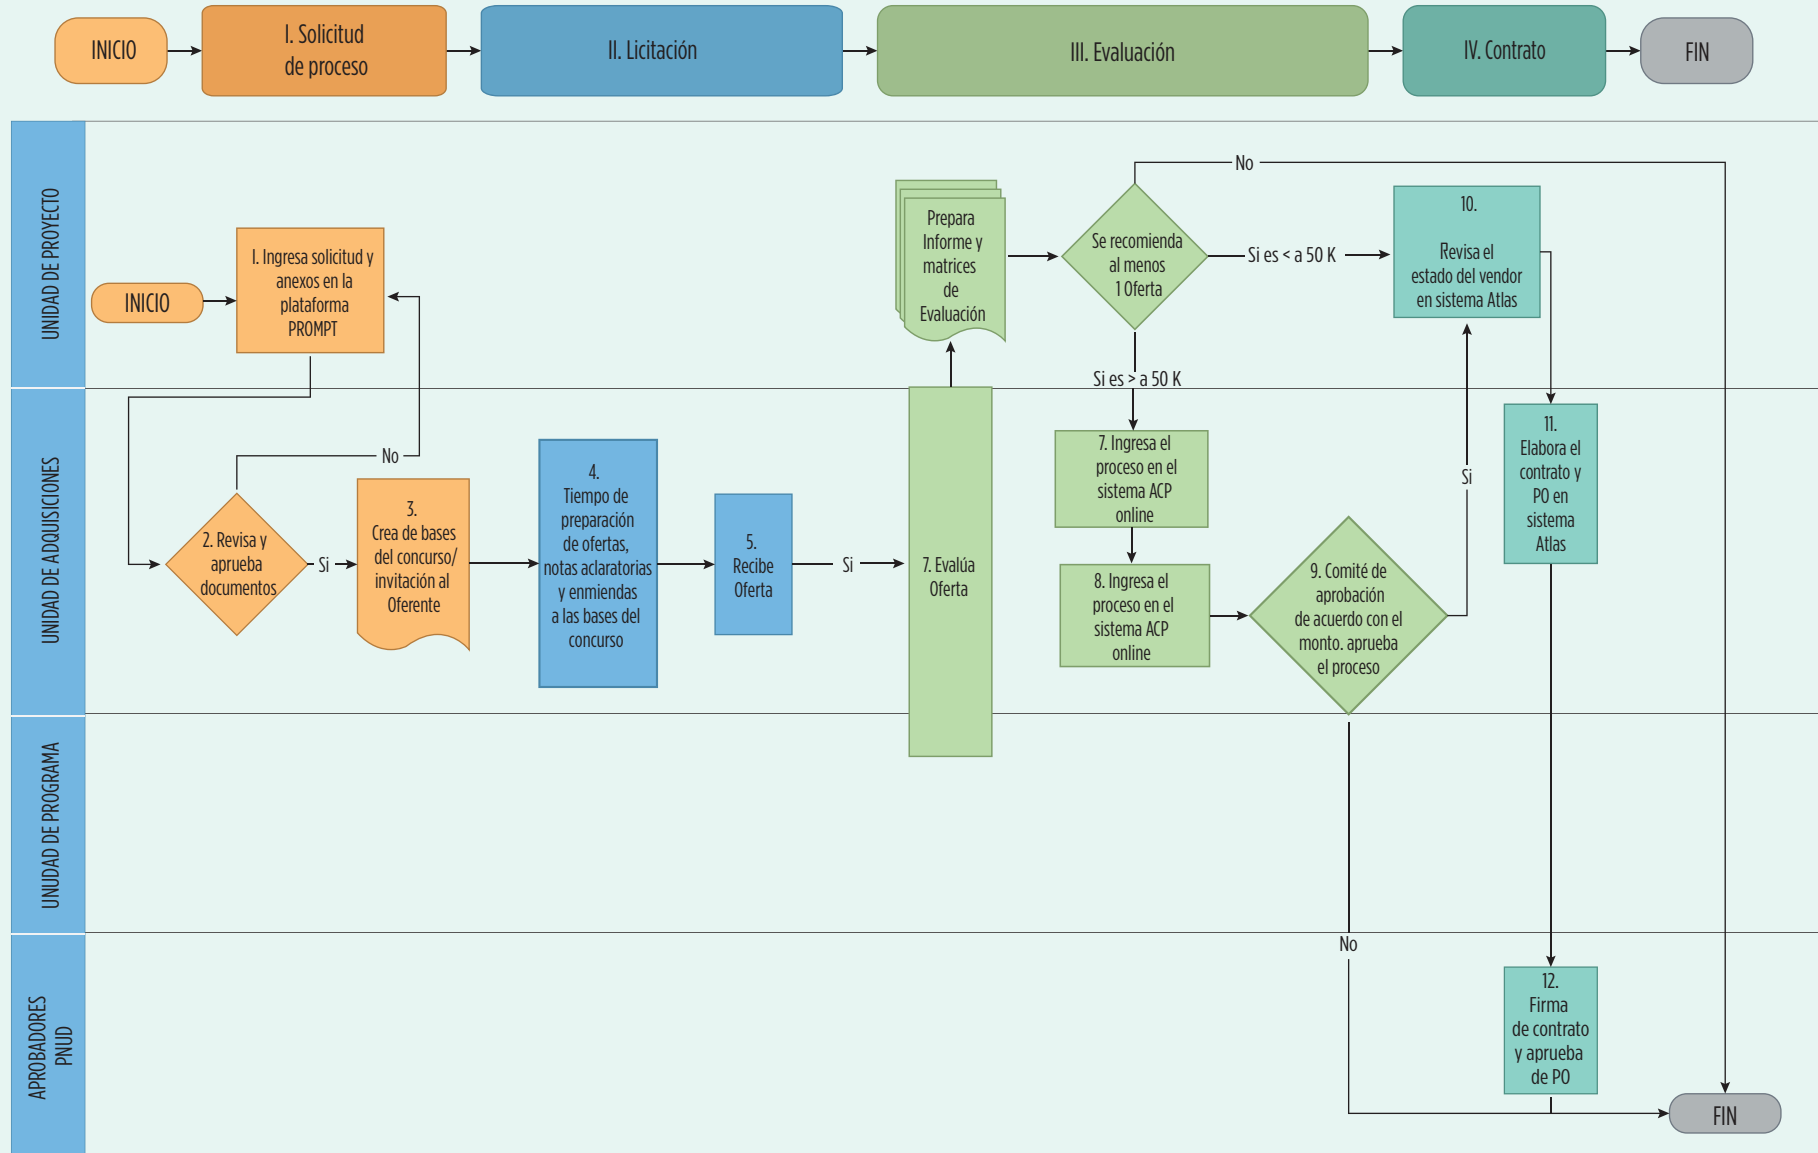 INICIO
I. Solicitud
de proceso
II. Licitación
III. Evaluación
IV. Contrato
FIN
UNIDAD DE PROYECTO
INICIO
I. Ingresa solicitud y
anexos en la
plataforma
PROMPT
Prepara
Informe y
matrices
de
Evaluación
Se recomienda
al menos
1 Oferta
No
Si es < a 50 K
Si es > a 50 K
10.
Revisa el
estado del vendor
en sistema Atlas
UNIDAD DE ADQUISICIONES
2. Revisa y
aprueba
documentos
No
Si
3.
Crea de bases
del concurso/
invitación al
Oferente
4.
Tiempo de
preparación
de ofertas,
notas aclaratorias
y enmiendas
a las bases del
concurso
5.
Recibe
Oferta
Si
7. Evalúa
Oferta
7. Ingresa el
proceso en el
sistema ACP
online
8. Ingresa el
proceso en el
sistema ACP
online
9. Comité de
aprobación
de acuerdo con el
monto. aprueba
el proceso
Si
11.
Elabora el
contrato y
PO en
sistema
Atlas
UNUDAD DE PROGRAMA
APROBADORES
PNUD
No
12.
Firma
de contrato
y aprueba
de PO
FIN